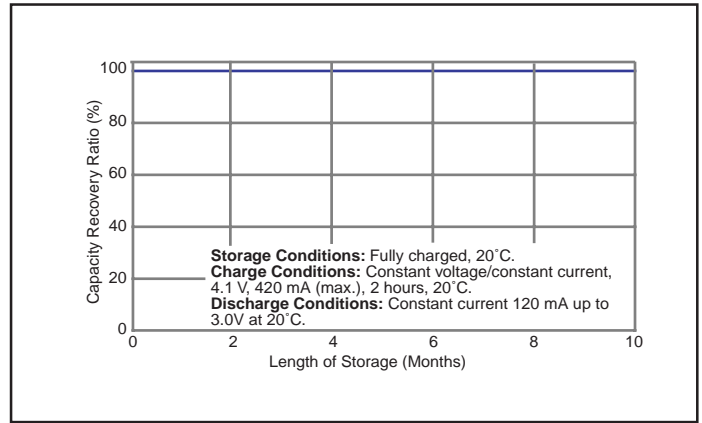 100
80
60
40
20
0
Capacity Recovery Ratio (%)
Storage Conditions: Fully charged, 20˚C.
Charge Conditions: Constant voltage/constant current,
4.1 V, 420 mA (max.), 2 hours, 20˚C.
Discharge Conditions: Constant current 120 mA up to
3.0V at 20˚C.
0 2 4 6 8 10
Length of Storage (Months)